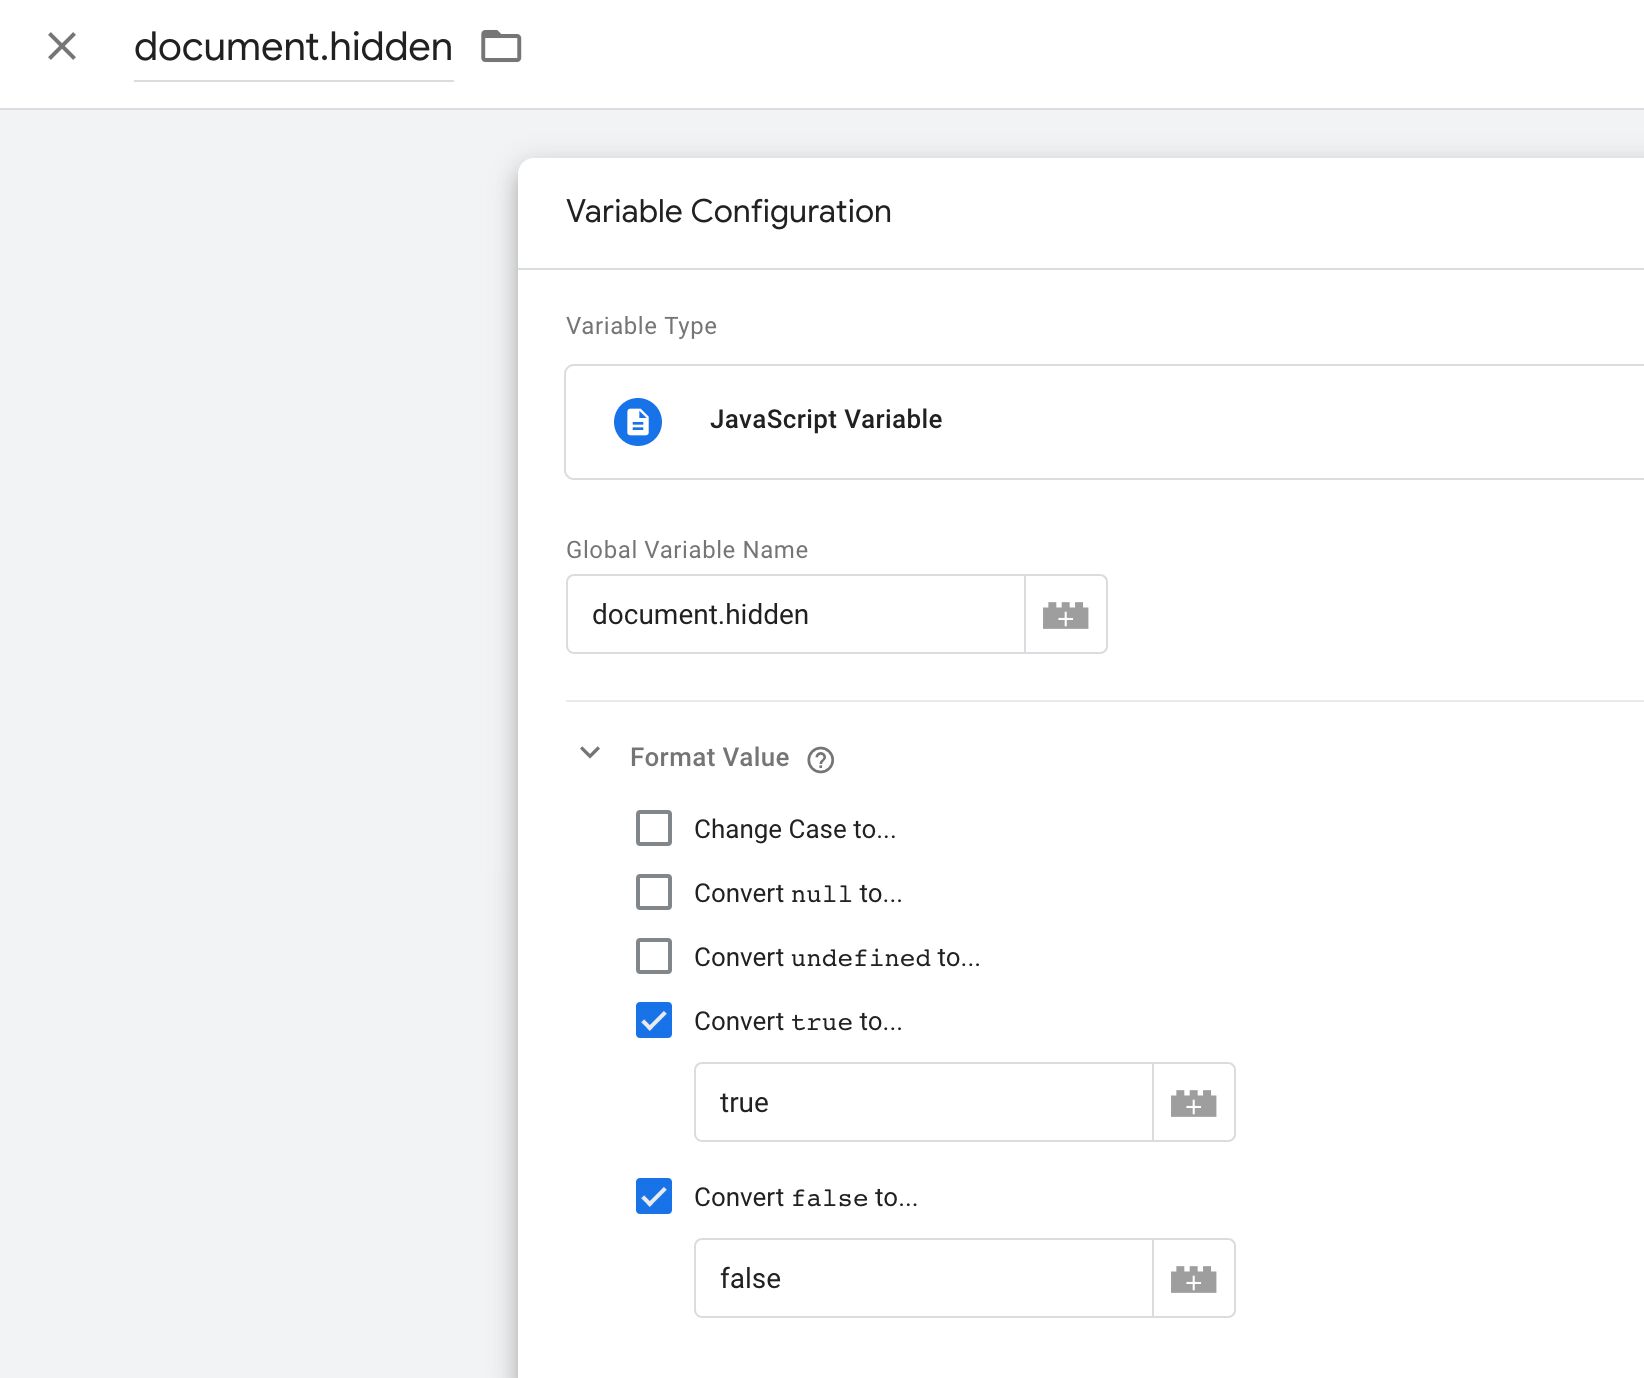 document.hidden
Variable Configuration
Variable Type
JavaScript Variable
Global Variable Name
document.hidden
Format Value
Change Case to...
Convert null to...
Convert undefined to...
Convert true to...
true
Convert false to...
false